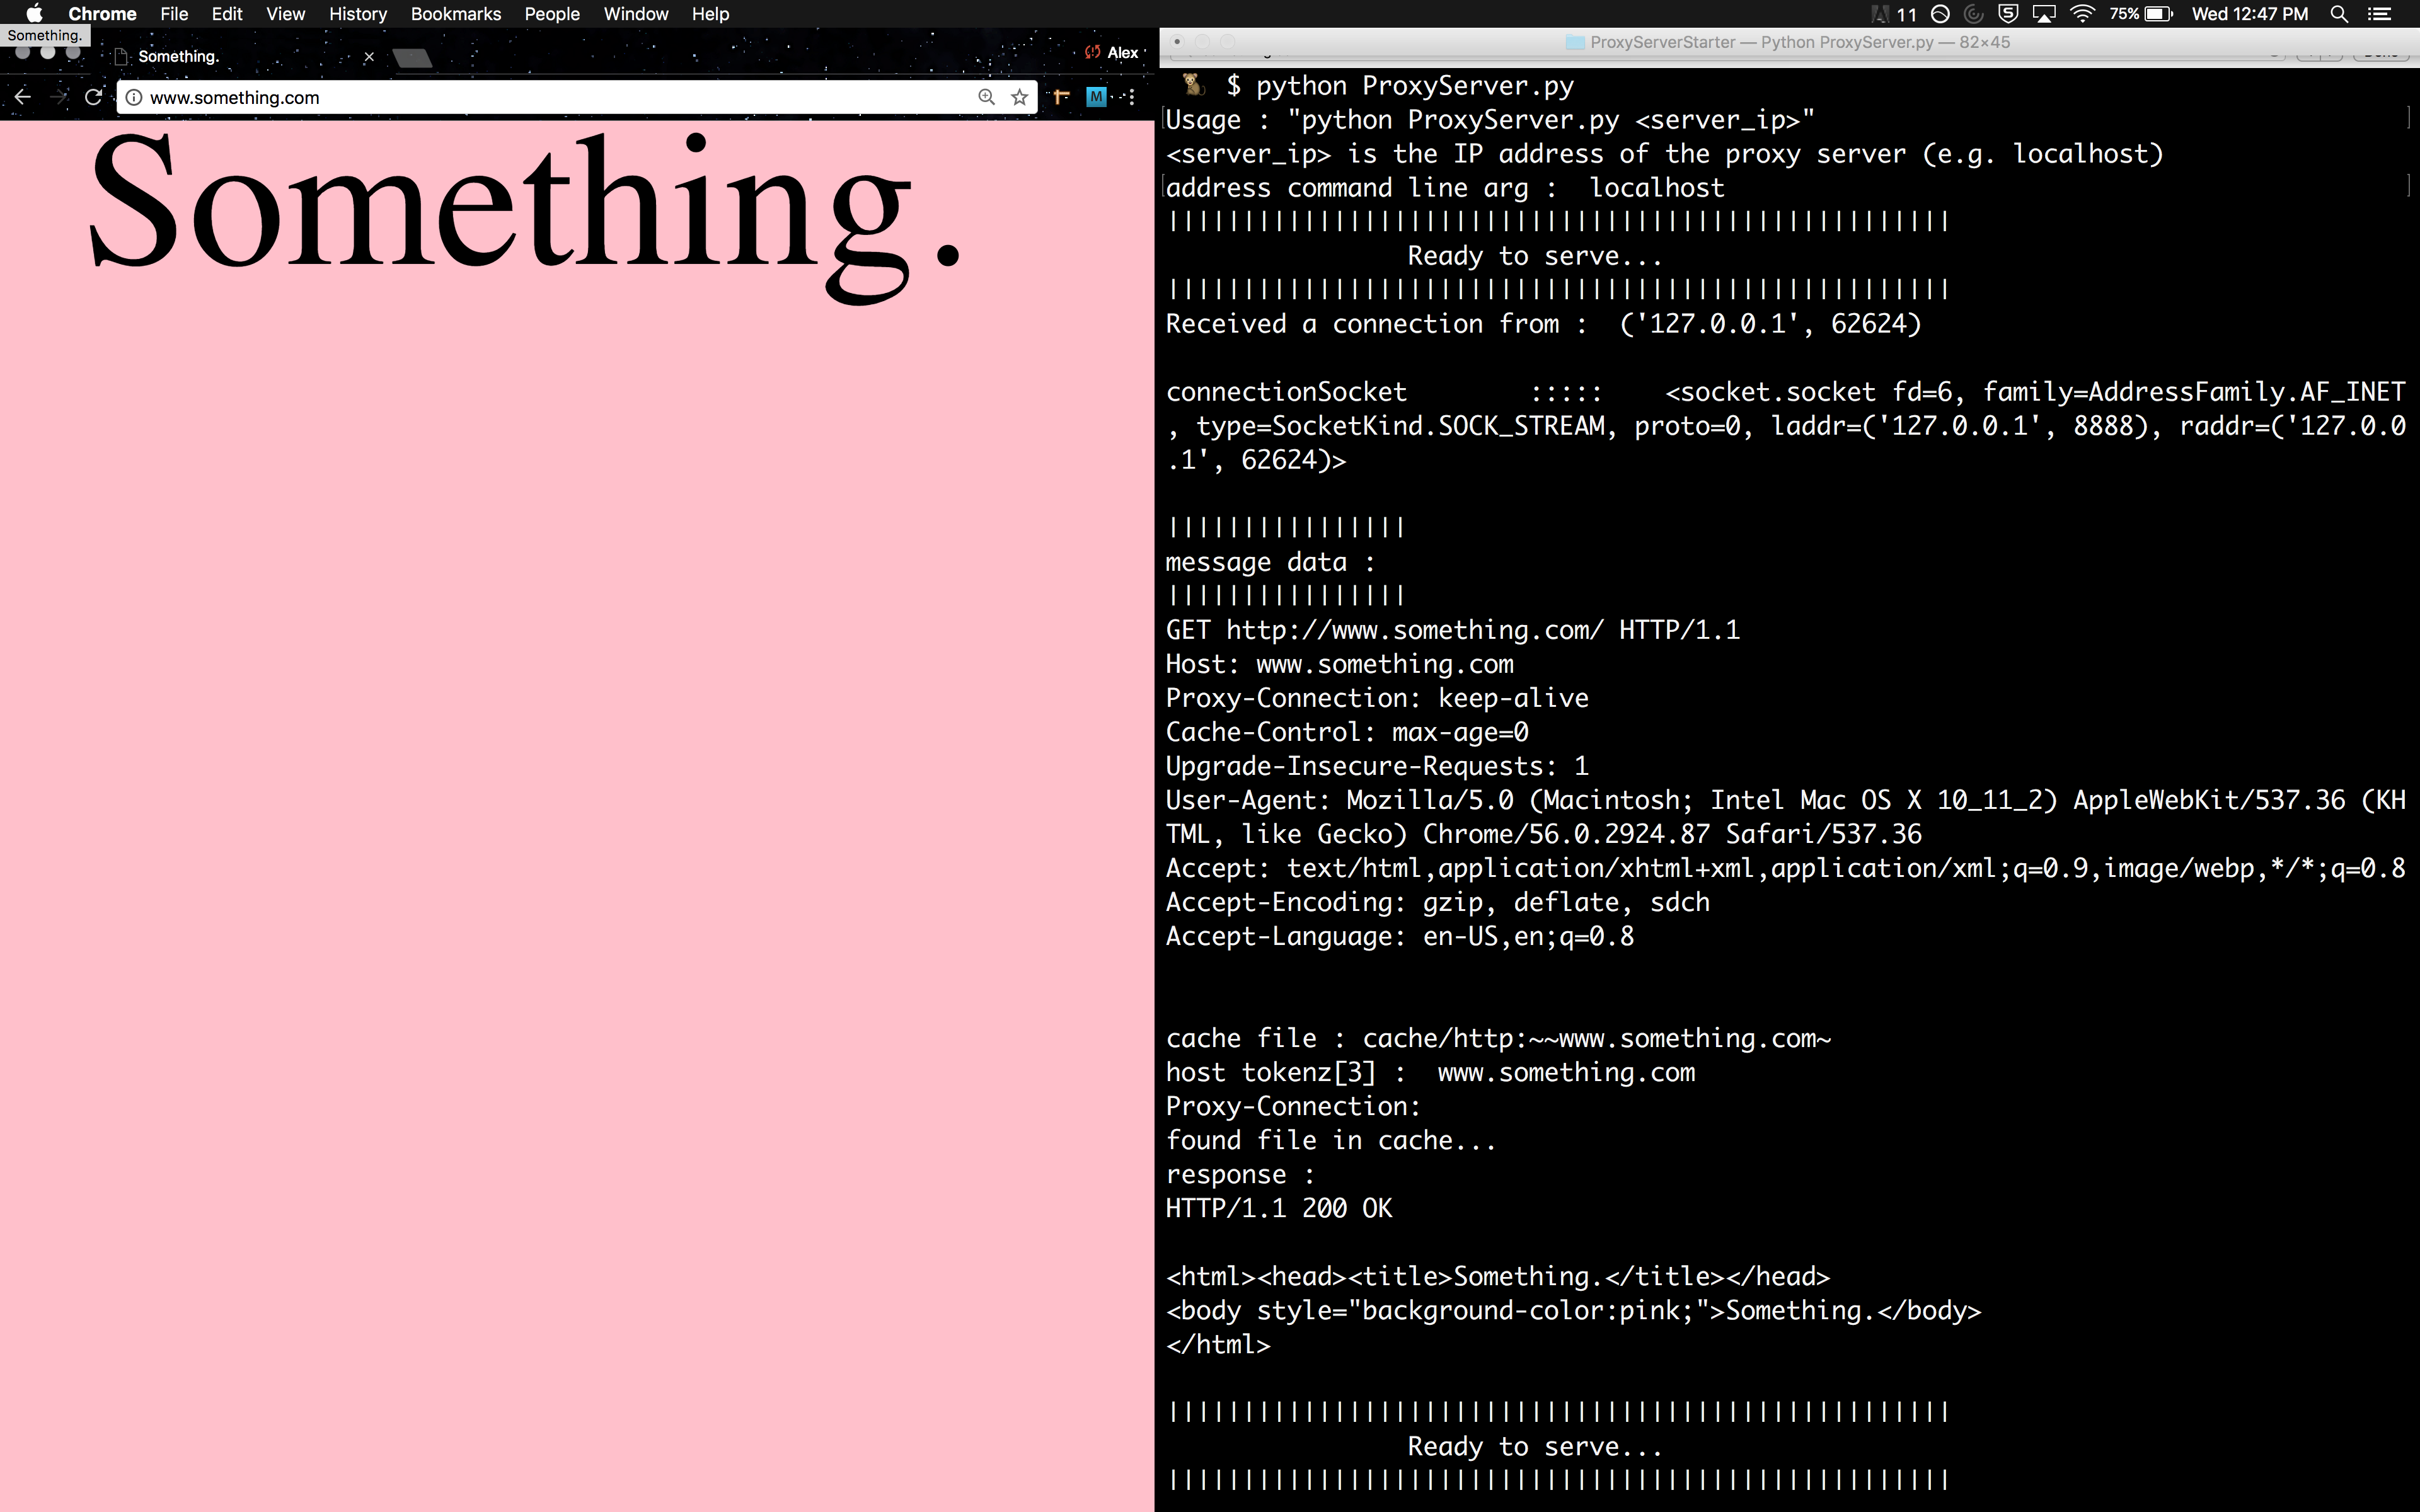 Chrome File Edit View History Bookmarks People Window Help
11 75% Wed 12:47 PM
Something.
Something.
Alex
www.something.com
M
Something.
ProxyServerStarter — Python ProxyServer.py — 82×45
$ python ProxyServer.py
Usage : "python ProxyServer.py <server_ip>"
<server_ip> is the IP address of the proxy server (e.g. localhost)
address command line arg :  localhost
||||||||||||||||||||||||||||||||||||||||||||||||||||
Ready to serve...
||||||||||||||||||||||||||||||||||||||||||||||||||||
Received a connection from :  ('127.0.0.1', 62624)
connectionSocket        :::::    <socket.socket fd=6, family=AddressFamily.AF_INET
, type=SocketKind.SOCK_STREAM, proto=0, laddr=('127.0.0.1', 8888), raddr=('127.0.0
.1', 62624)>
||||||||||||||||
message data :
||||||||||||||||
GET http://www.something.com/ HTTP/1.1
Host: www.something.com
Proxy-Connection: keep-alive
Cache-Control: max-age=0
Upgrade-Insecure-Requests: 1
User-Agent: Mozilla/5.0 (Macintosh; Intel Mac OS X 10_11_2) AppleWebKit/537.36 (KH
TML, like Gecko) Chrome/56.0.2924.87 Safari/537.36
Accept: text/html,application/xhtml+xml,application/xml;q=0.9,image/webp,*/*;q=0.8
Accept-Encoding: gzip, deflate, sdch
Accept-Language: en-US,en;q=0.8
cache file : cache/http:~~www.something.com~
host tokenz[3] :  www.something.com
Proxy-Connection:
found file in cache...
response :
HTTP/1.1 200 OK
<html><head><title>Something.</title></head>
<body style="background-color:pink;">Something.</body>
</html>
||||||||||||||||||||||||||||||||||||||||||||||||||||
Ready to serve...
||||||||||||||||||||||||||||||||||||||||||||||||||||